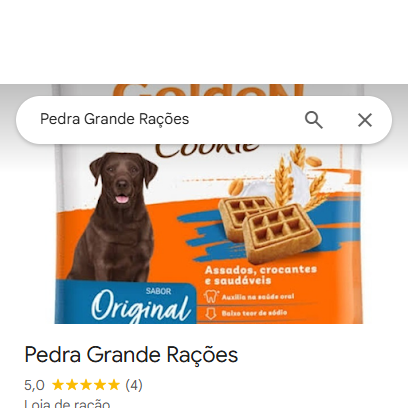 GoldeN
Pedra Grande Rações
Cookie
Assados, crocantes
e saudáveis
Auxilia na saúde oral
Baixo teor de sódio
SABOR
Original
Pedra Grande Rações
5,0 ★★★★★ (4)
Loja de ração